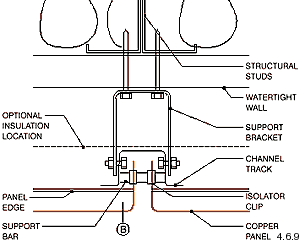 STRUCTURAL
STUDS
WATERTIGHT
WALL
OPTIONAL
INSULATION
LOCATION
SUPPORT
BRACKET
CHANNEL
TRACK
PANEL
EDGE
ISOLATOR
CLIP
SUPPORT
BAR
B
COPPER
PANEL 4.6.9